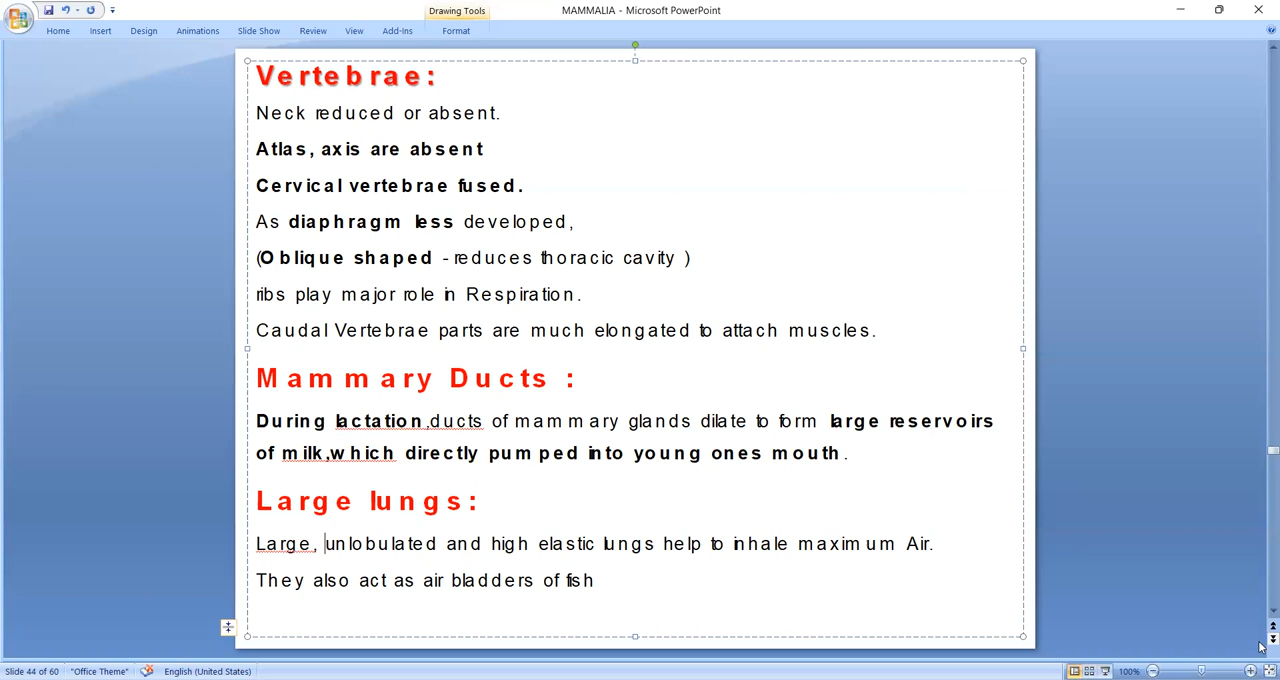 Drawing Tools
MAMMALIA - Microsoft PowerPoint
Home Insert Design Animations Slide Show Review View Add-Ins Format
Vertebrae:
Neck reduced or absent.
Atlas, axis are absent
Cervical vertebrae fused.
As diaphragm less developed,
(Oblique shaped - reduces thoracic cavity )
ribs play major role in Respiration.
Caudal Vertebrae parts are much elongated to attach muscles.
Mammary Ducts :
During lactation,ducts of mammary glands dilate to form large reservoirs
of milk,which directly pumped into young ones mouth.
Large lungs:
Large, unlobulated and high elastic lungs help to inhale maximum Air.
They also act as air bladders of fish
Slide 44 of 60 "Office Theme" English (United States) 100%